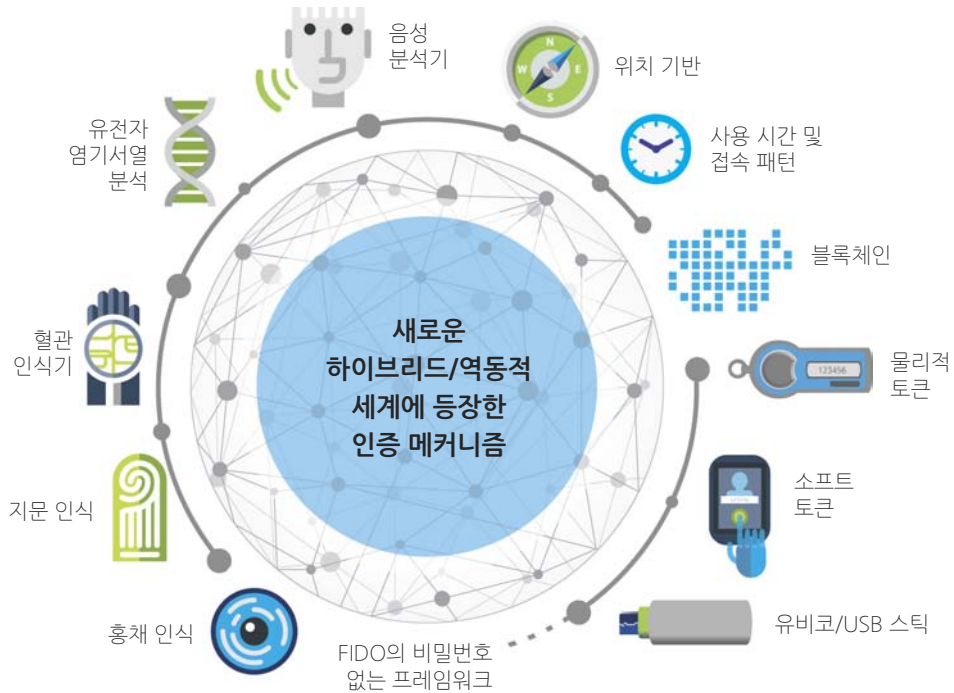 음성
분석기
위치 기반
N
W
E
S
유전자
염기서열
분석
사용 시간 및
접속 패턴
블록체인
혈관
인식기
새로운
하이브리드/역동적
세계에 등장한
인증 메커니즘
물리적
토큰
123456
지문 인식
소프트
토큰
홍채 인식
유비코/USB 스틱
FIDO의 비밀번호
없는 프레임워크